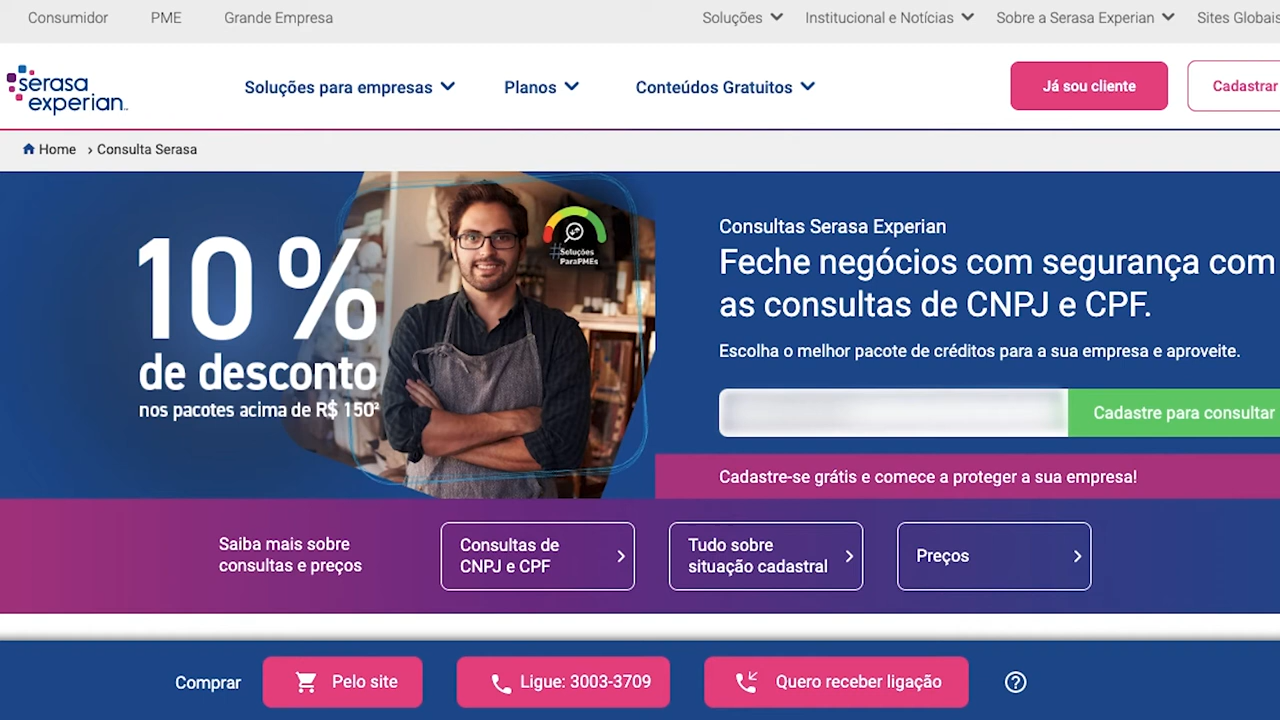 Consumidor PME Grande Empresa Soluções Institucional e Notícias Sobre a Serasa Experian Sites Globais
serasa
experian
Soluções para empresas Planos Conteúdos Gratuitos Já sou cliente Cadastrar
Home › Consulta Serasa
10%
de desconto
nos pacotes acima de R$ 150²
#Soluções
ParaPMEs
Consultas Serasa Experian
Feche negócios com segurança com
as consultas de CNPJ e CPF.
Escolha o melhor pacote de créditos para a sua empresa e aproveite.
Cadastre para consultar
Cadastre-se grátis e comece a proteger a sua empresa!
Saiba mais sobre
consultas e preços
Consultas de
CNPJ e CPF
Tudo sobre
situação cadastral
Preços
Comprar Pelo site Ligue: 3003-3709 Quero receber ligação ?